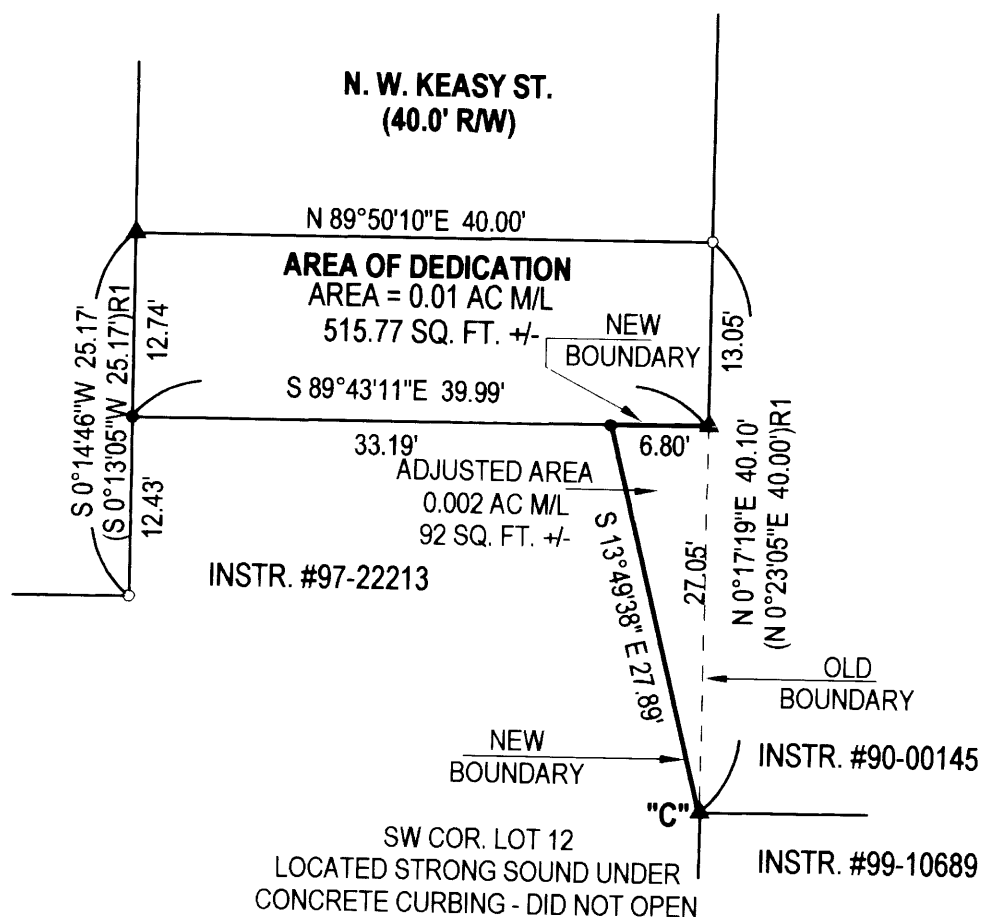 N. W. KEASY ST.
(40.0' R/W)
N 89°50'10"E 40.00'
AREA OF DEDICATION
AREA = 0.01 AC M/L
515.77 SQ. FT. +/-
NEW
BOUNDARY
S 0°14'46"W 25.17'
(S 0°13'05"W 25.17')R1
12.74'
12.43'
13.05'
S 89°43'11"E 39.99'
33.19'
6.80'
ADJUSTED AREA
0.002 AC M/L
92 SQ. FT. +/-
S 13°49'38" E 27.89'
27.05'
N 0°17'19"E 40.10'
(N 0°23'05"E 40.00')R1
INSTR. #97-22213
OLD
BOUNDARY
NEW
BOUNDARY
INSTR. #90-00145
"C"
SW COR. LOT 12
LOCATED STRONG SOUND UNDER
CONCRETE CURBING - DID NOT OPEN
INSTR. #99-10689